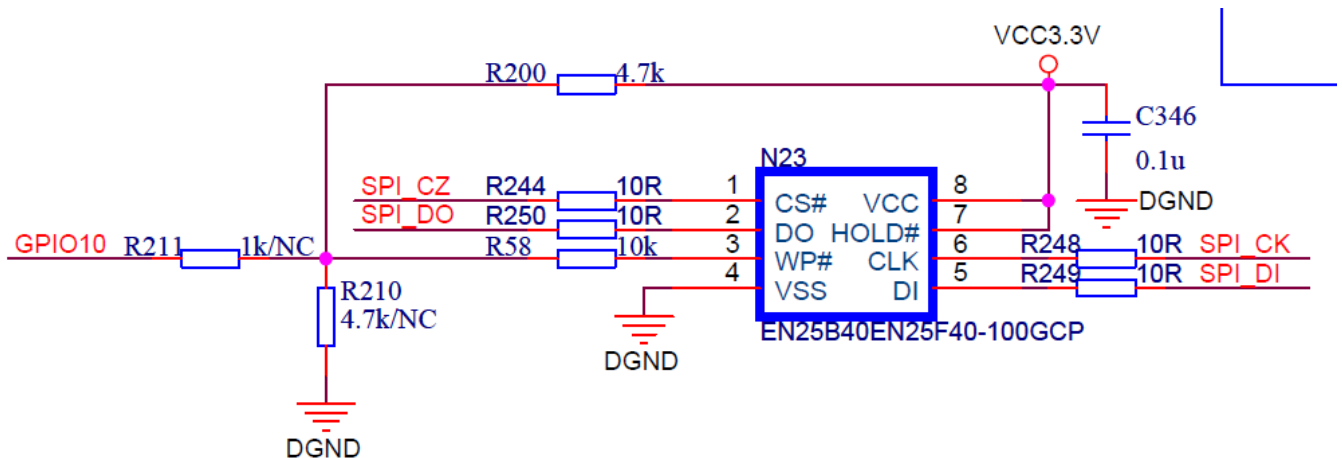 VCC3.3V
R200 4.7k
C346
0.1u
DGND
N23
SPI_CZ R244 10R 1 CS# VCC 8
SPI_DO R250 10R 2 DO HOLD# 7
GPIO10 R211 1k/NC R58 10k 3 WP# CLK 6 R248 10R SPI_CK
4 VSS DI 5 R249 10R SPI_DI
R210
4.7k/NC
EN25B40EN25F40-100GCP
DGND
DGND